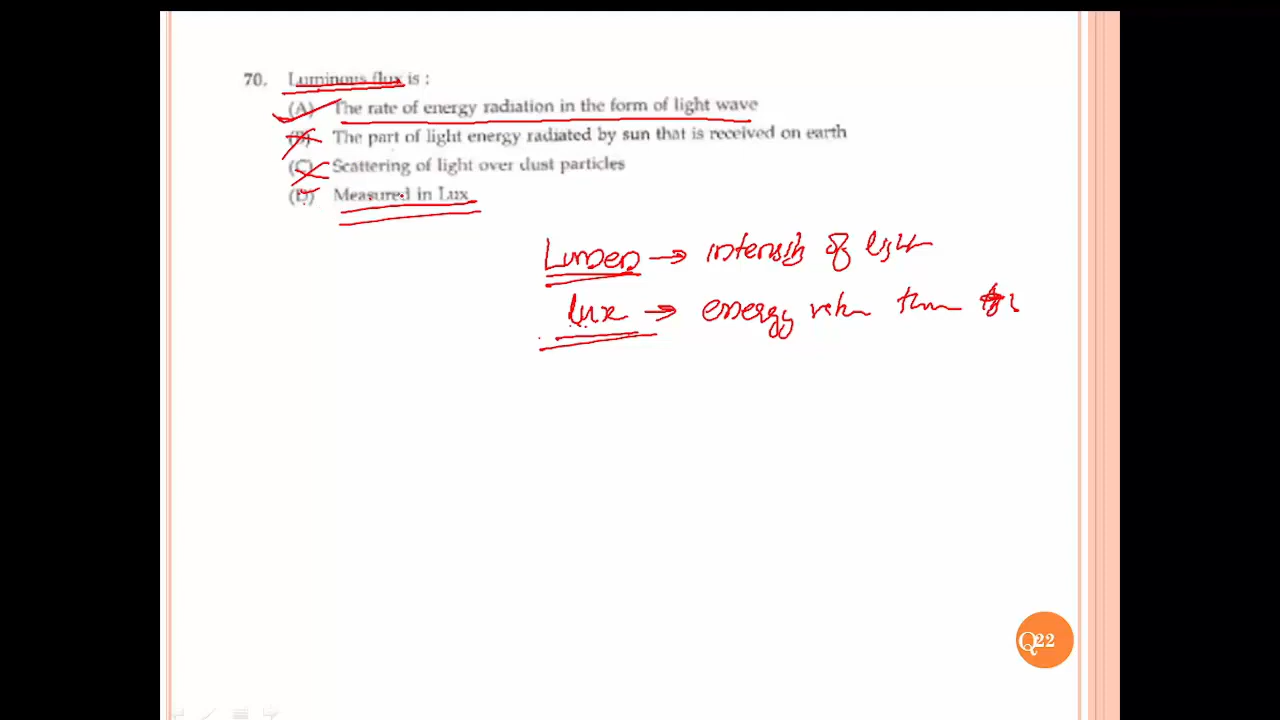 70. Luminous flux is :
(A) The rate of energy radiation in the form of light wave
(B) The part of light energy radiated by sun that is received on earth
(C) Scattering of light over dust particles
(D) Measured in Lux
Lumen → intensity of light
Lux → energy
Q22